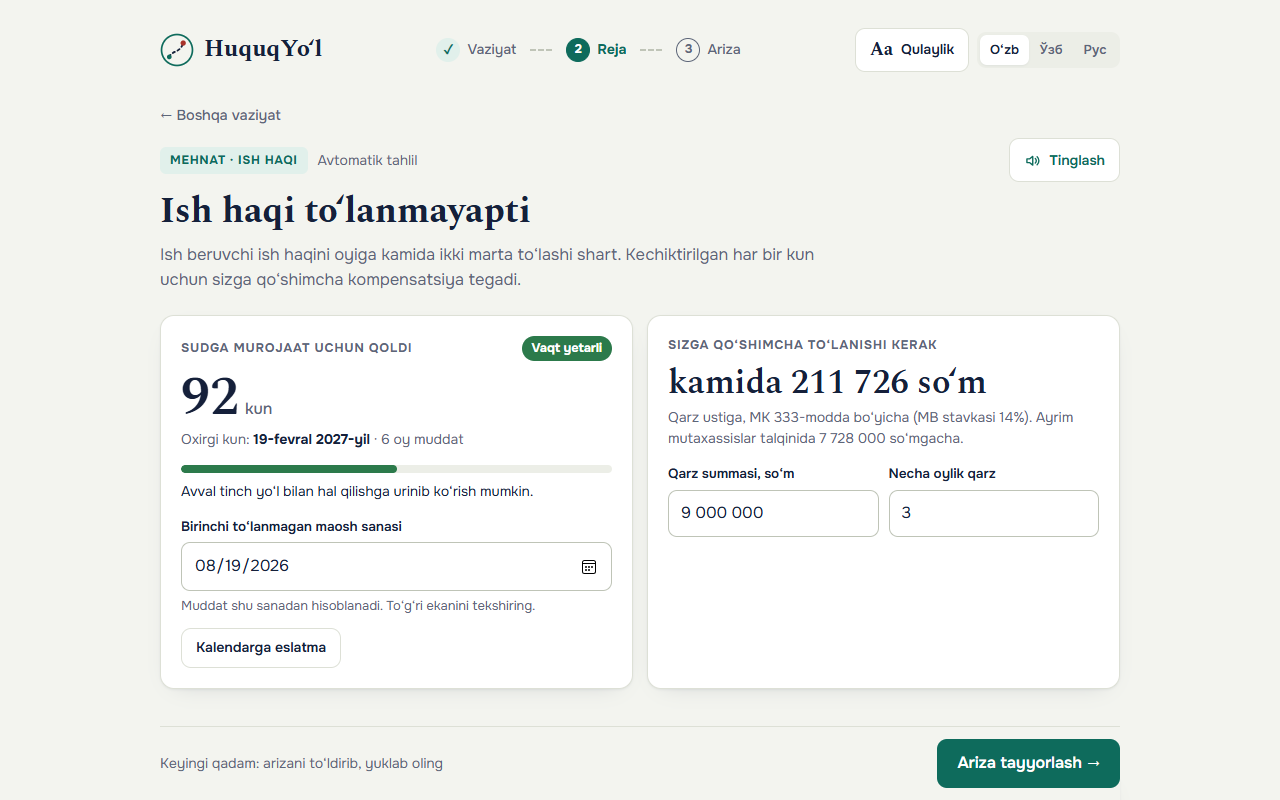 HuquqYoʻl
✓ Vaziyat
2 Reja
3 Ariza
Aa Qulaylik
Oʻzb
Ўзб
Рус
← Boshqa vaziyat
MEHNAT · ISH HAQI
Avtomatik tahlil
Tinglash
Ish haqi toʻlanmayapti
Ish beruvchi ish haqini oyiga kamida ikki marta toʻlashi shart. Kechiktirilgan har bir kun
uchun sizga qoʻshimcha kompensatsiya tegadi.
SUDGA MUROJAAT UCHUN QOLDI
Vaqt yetarli
92 kun
Oxirgi kun: 19-fevral 2027-yil · 6 oy muddat
Avval tinch yoʻl bilan hal qilishga urinib koʻrish mumkin.
Birinchi toʻlanmagan maosh sanasi
08/19/2026
Muddat shu sanadan hisoblanadi. Toʻgʻri ekanini tekshiring.
Kalendarga eslatma
SIZGA QOʻSHIMCHA TOʻLANISHI KERAK
kamida 211 726 soʻm
Qarz ustiga, MK 333-modda boʻyicha (MB stavkasi 14%). Ayrim
mutaxassislar talqinida 7 728 000 soʻmgacha.
Qarz summasi, soʻm
Necha oylik qarz
9 000 000
3
Keyingi qadam: arizani toʻldirib, yuklab oling
Ariza tayyorlash →